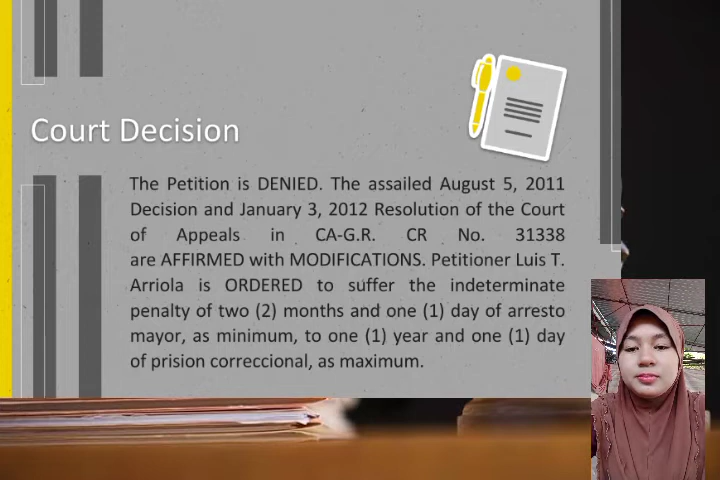 Court Decision
The Petition is DENIED. The assailed August 5, 2011
Decision and January 3, 2012 Resolution of the Court
of Appeals in CA-G.R. CR No. 31338
are AFFIRMED with MODIFICATIONS. Petitioner Luis T.
Arriola is ORDERED to suffer the indeterminate
penalty of two (2) months and one (1) day of arresto
mayor, as minimum, to one (1) year and one (1) day
of prision correccional, as maximum.